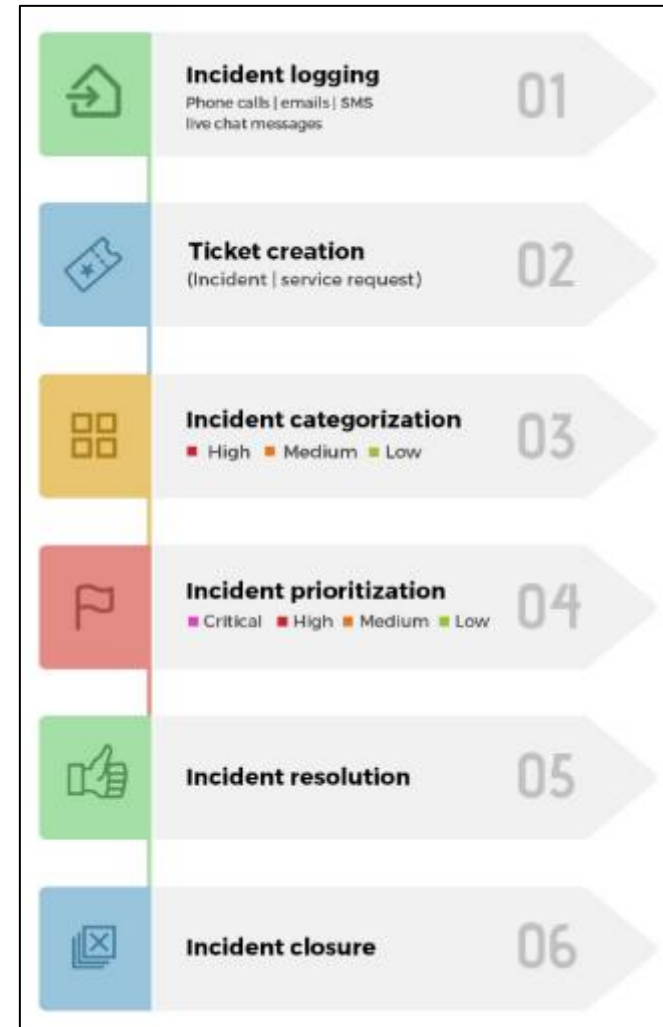 Incident logging
Phone calls | emails | SMS
live chat messages
01
Ticket creation
(Incident | service request)
02
Incident categorization
High Medium Low
03
Incident prioritization
Critical High Medium Low
04
Incident resolution
05
Incident closure
06